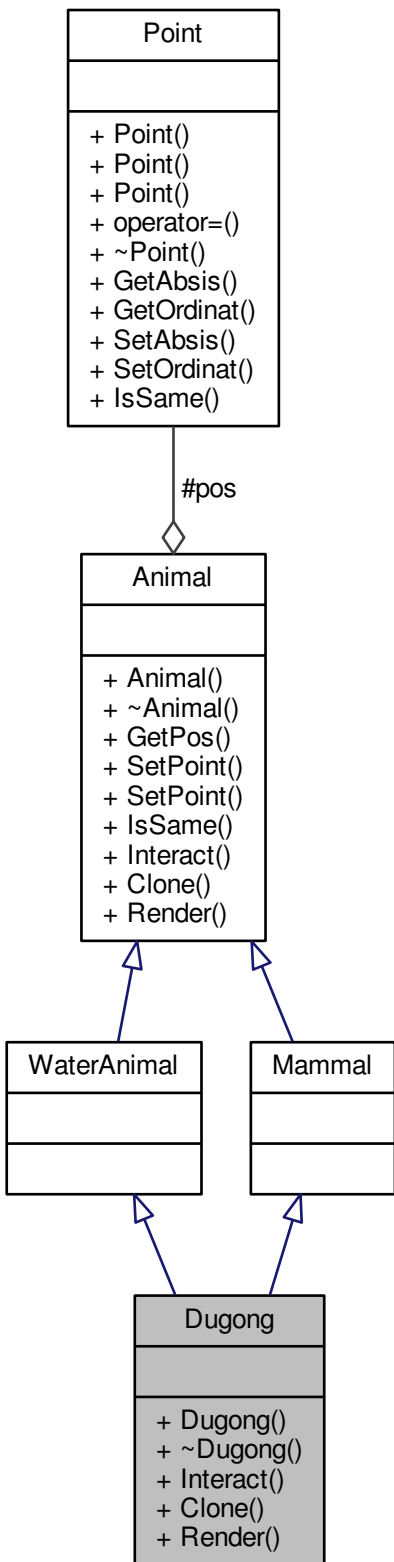 Point
+ Point()
+ Point()
+ Point()
+ operator=()
+ ~Point()
+ GetAbsis()
+ GetOrdinat()
+ SetAbsis()
+ SetOrdinat()
+ IsSame()
#pos
Animal
+ Animal()
+ ~Animal()
+ GetPos()
+ SetPoint()
+ SetPoint()
+ IsSame()
+ Interact()
+ Clone()
+ Render()
WaterAnimal
Mammal
Dugong
+ Dugong()
+ ~Dugong()
+ Interact()
+ Clone()
+ Render()